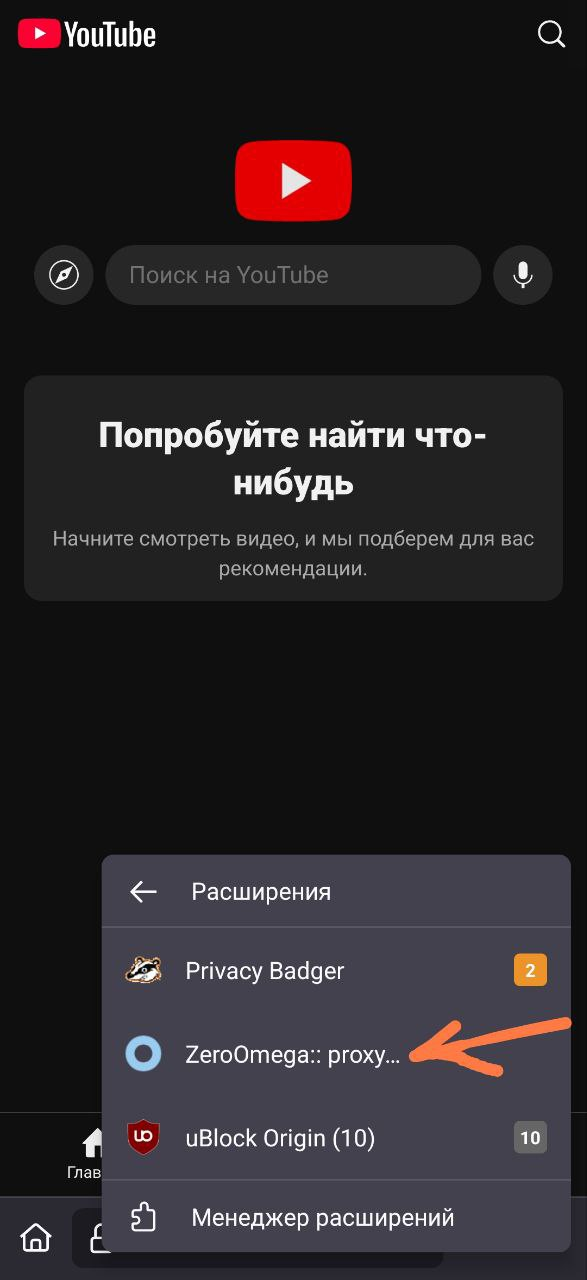 YouTube
Поиск на YouTube
Попробуйте найти что-
нибудь
Начните смотреть видео, и мы подберем для вас
рекомендации.
Расширения
Privacy Badger
2
ZeroOmega:: proxy...
uBlock Origin (10)
10
Глав
Менеджер расширений